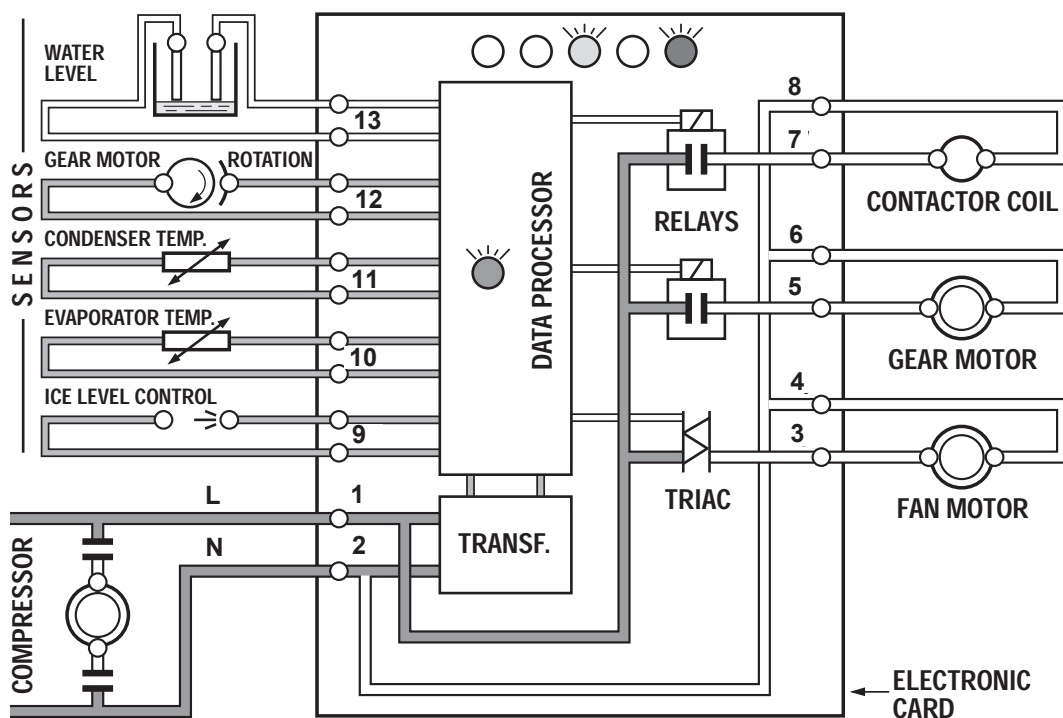 SENSORS
WATER
LEVEL
13
GEAR MOTOR ROTATION
12
CONDENSER TEMP.
11
EVAPORATOR TEMP.
10
ICE LEVEL CONTROL
9
L
1
N
2
COMPRESSOR
DATA PROCESSOR
TRANSF.
RELAYS
TRIAC
8
7
CONTACTOR COIL
6
5
GEAR MOTOR
4
3
FAN MOTOR
ELECTRONIC
CARD